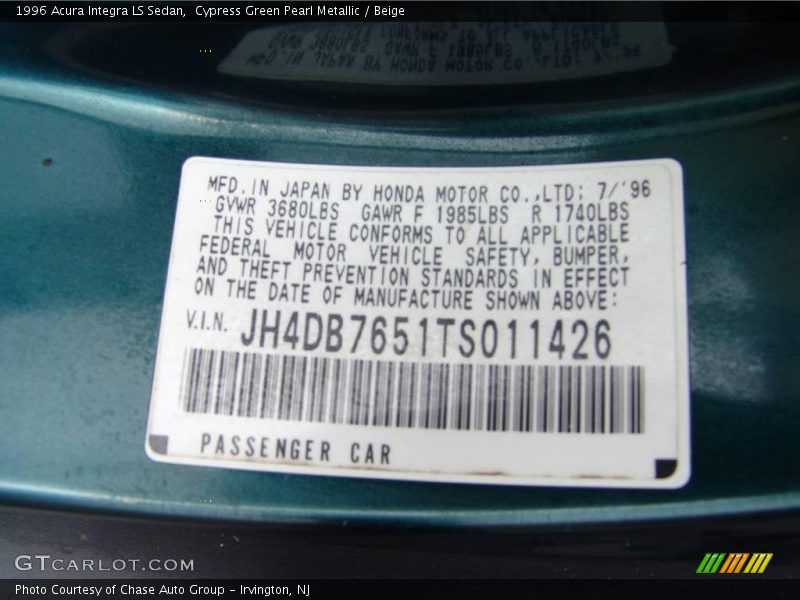 1996 Acura Integra LS Sedan,  Cypress Green Pearl Metallic / Beige
MFD. IN JAPAN BY HONDA MOTOR CO.,LTD; 7/'96
GVWR 3680LBS GAWR F 1985LBS R 1740LBS
THIS VEHICLE CONFORMS TO ALL APPLICABLE
FEDERAL MOTOR VEHICLE SAFETY, BUMPER,
AND THEFT PREVENTION STANDARDS IN EFFECT
ON THE DATE OF MANUFACTURE SHOWN ABOVE:
V.I.N. JH4DB7651TS011426
PASSENGER CAR
GTCARLOT.COM
Photo Courtesy of Chase Auto Group - Irvington, NJ